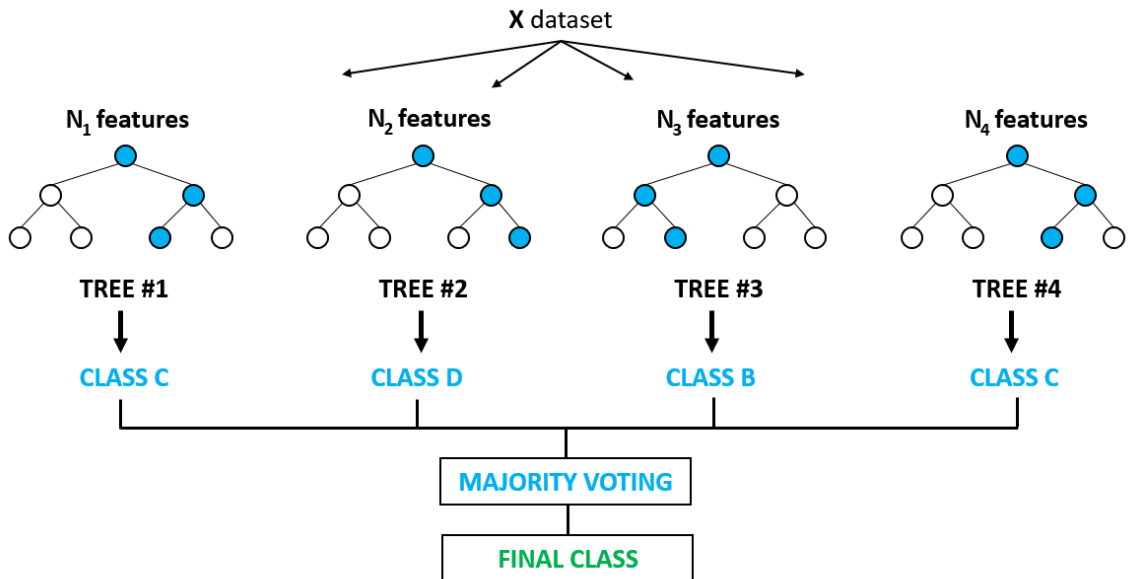 X dataset
N₁ features
N₂ features
N₃ features
N₄ features
TREE #1
TREE #2
TREE #3
TREE #4
CLASS C
CLASS D
CLASS B
CLASS C
MAJORITY VOTING
FINAL CLASS